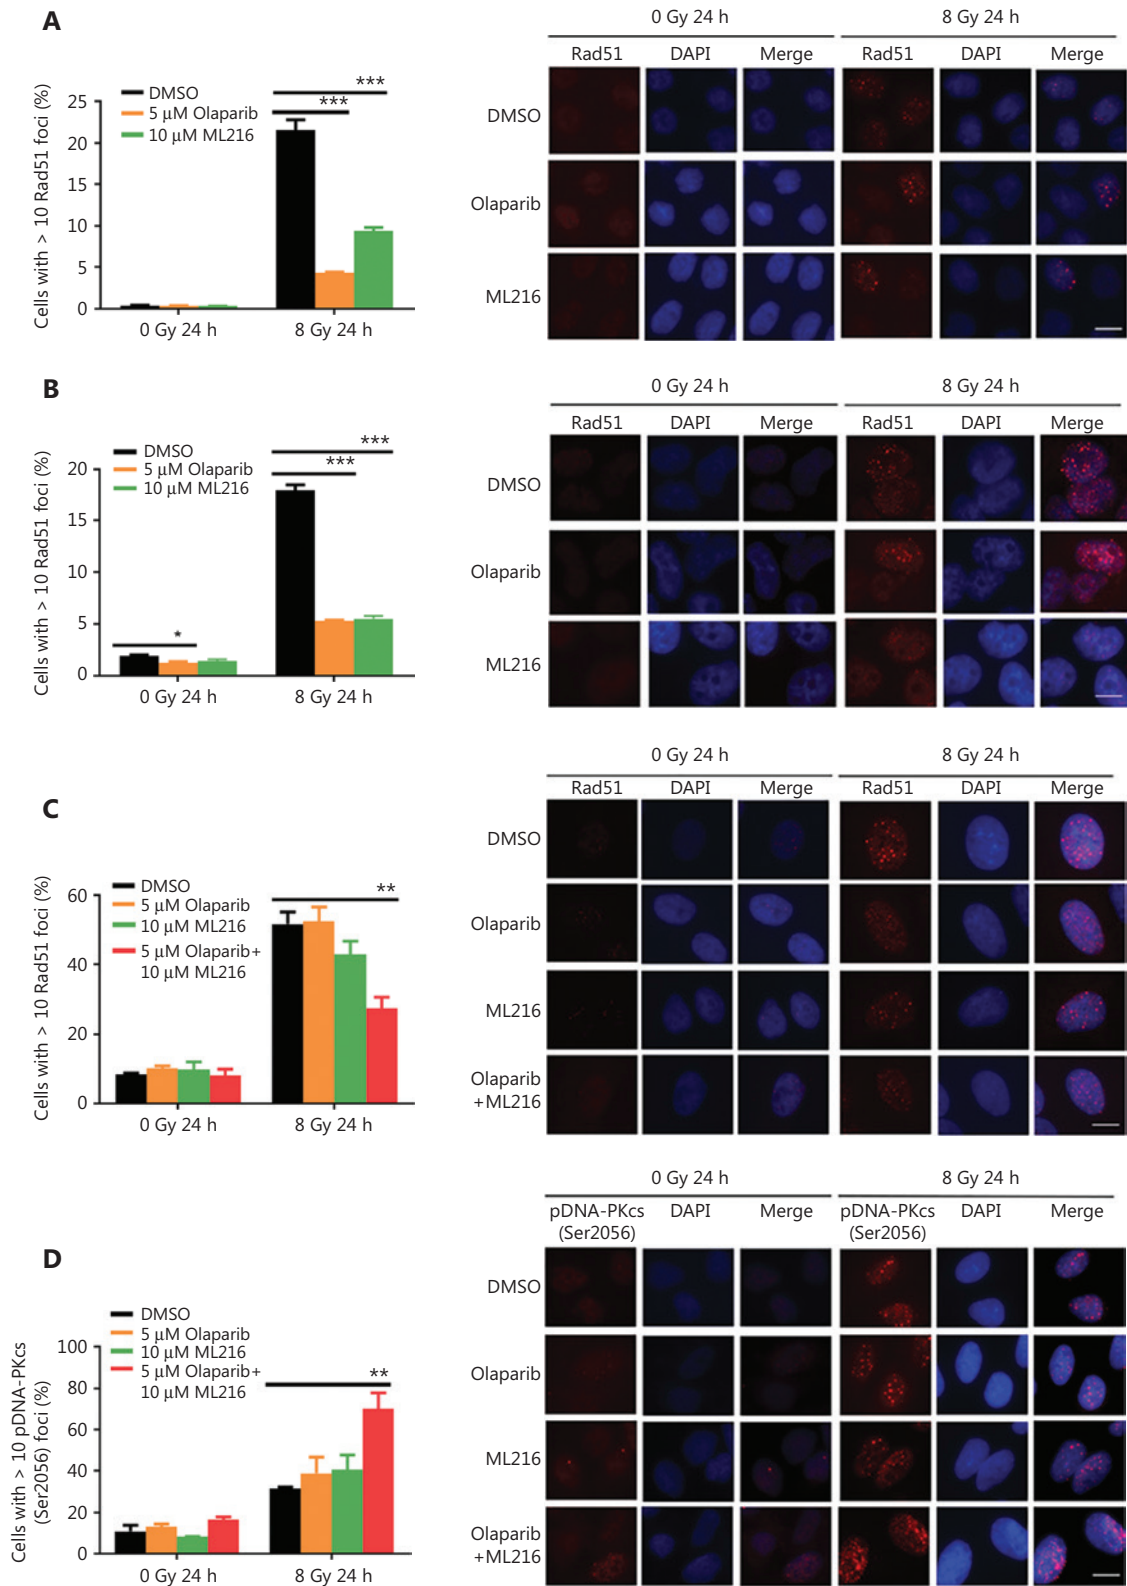 A
Cells with > 10 Rad51 foci (%)
25
20
15
10
5
0
DMSO
5 µM Olaparib
10 µM ML216
***
***
0 Gy 24 h
8 Gy 24 h
0 Gy 24 h
8 Gy 24 h
Rad51 DAPI Merge Rad51 DAPI Merge
DMSO
Olaparib
ML216
B
Cells with > 10 Rad51 foci (%)
20
15
10
5
0
DMSO
5 µM Olaparib
10 µM ML216
***
***
*
0 Gy 24 h
8 Gy 24 h
0 Gy 24 h
8 Gy 24 h
Rad51 DAPI Merge Rad51 DAPI Merge
DMSO
Olaparib
ML216
C
Cells with > 10 Rad51 foci (%)
60
40
20
0
DMSO
5 µM Olaparib
10 µM ML216
5 µM Olaparib+
10 µM ML216
**
0 Gy 24 h
8 Gy 24 h
0 Gy 24 h
8 Gy 24 h
Rad51 DAPI Merge Rad51 DAPI Merge
DMSO
Olaparib
ML216
Olaparib
+ML216
D
Cells with > 10 pDNA-PKcs
(Ser2056) foci (%)
100
80
60
40
20
0
DMSO
5 µM Olaparib
10 µM ML216
5 µM Olaparib+
10 µM ML216
**
0 Gy 24 h
8 Gy 24 h
0 Gy 24 h
8 Gy 24 h
pDNA-PKcs DAPI Merge pDNA-PKcs DAPI Merge
(Ser2056) (Ser2056)
DMSO
Olaparib
ML216
Olaparib
+ML216